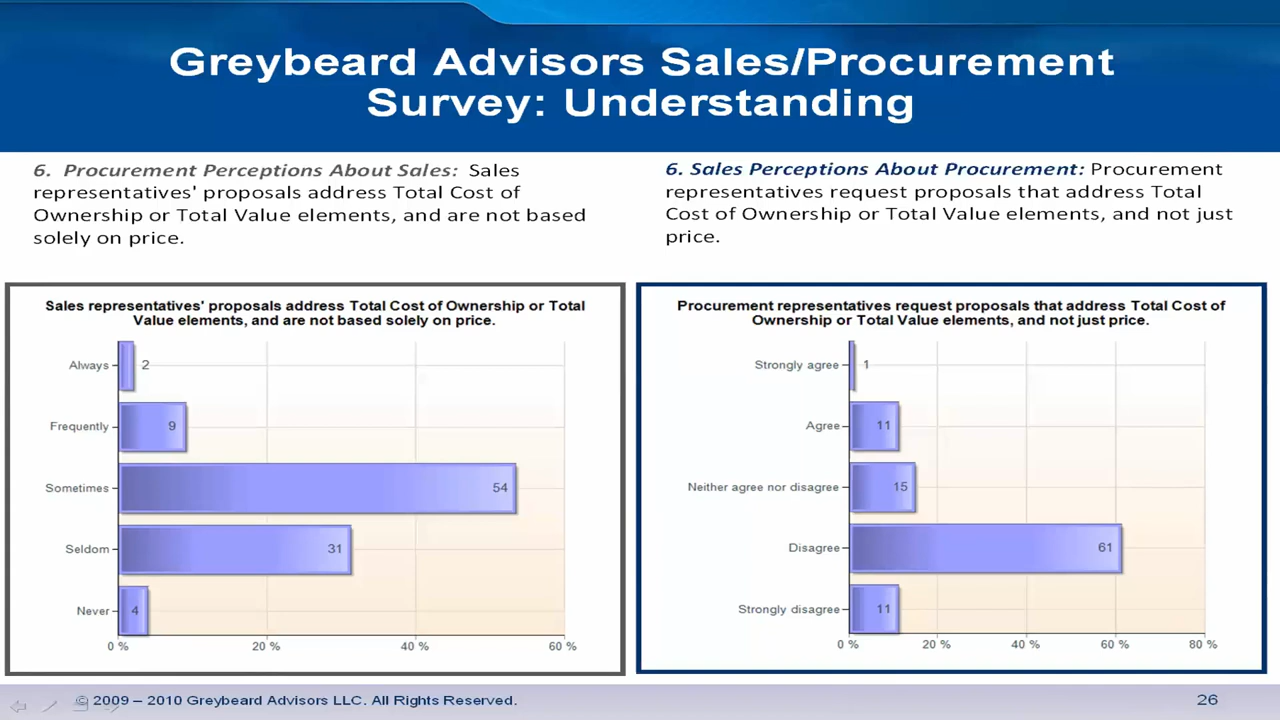 Greybeard Advisors Sales/Procurement
Survey: Understanding
6. Procurement Perceptions About Sales: Sales
representatives' proposals address Total Cost of
Ownership or Total Value elements, and are not based
solely on price.
6. Sales Perceptions About Procurement: Procurement
representatives request proposals that address Total
Cost of Ownership or Total Value elements, and not just
price.
Sales representatives' proposals address Total Cost of Ownership or Total
Value elements, and are not based solely on price.
Always 2
Frequently 9
Sometimes 54
Seldom 31
Never 4
0 % 20 % 40 % 60 %
Procurement representatives request proposals that address Total Cost of
Ownership or Total Value elements, and not just price.
Strongly agree 1
Agree 11
Neither agree nor disagree 15
Disagree 61
Strongly disagree 11
0 % 20 % 40 % 60 % 80 %
© 2009 – 2010 Greybeard Advisors LLC. All Rights Reserved.
26